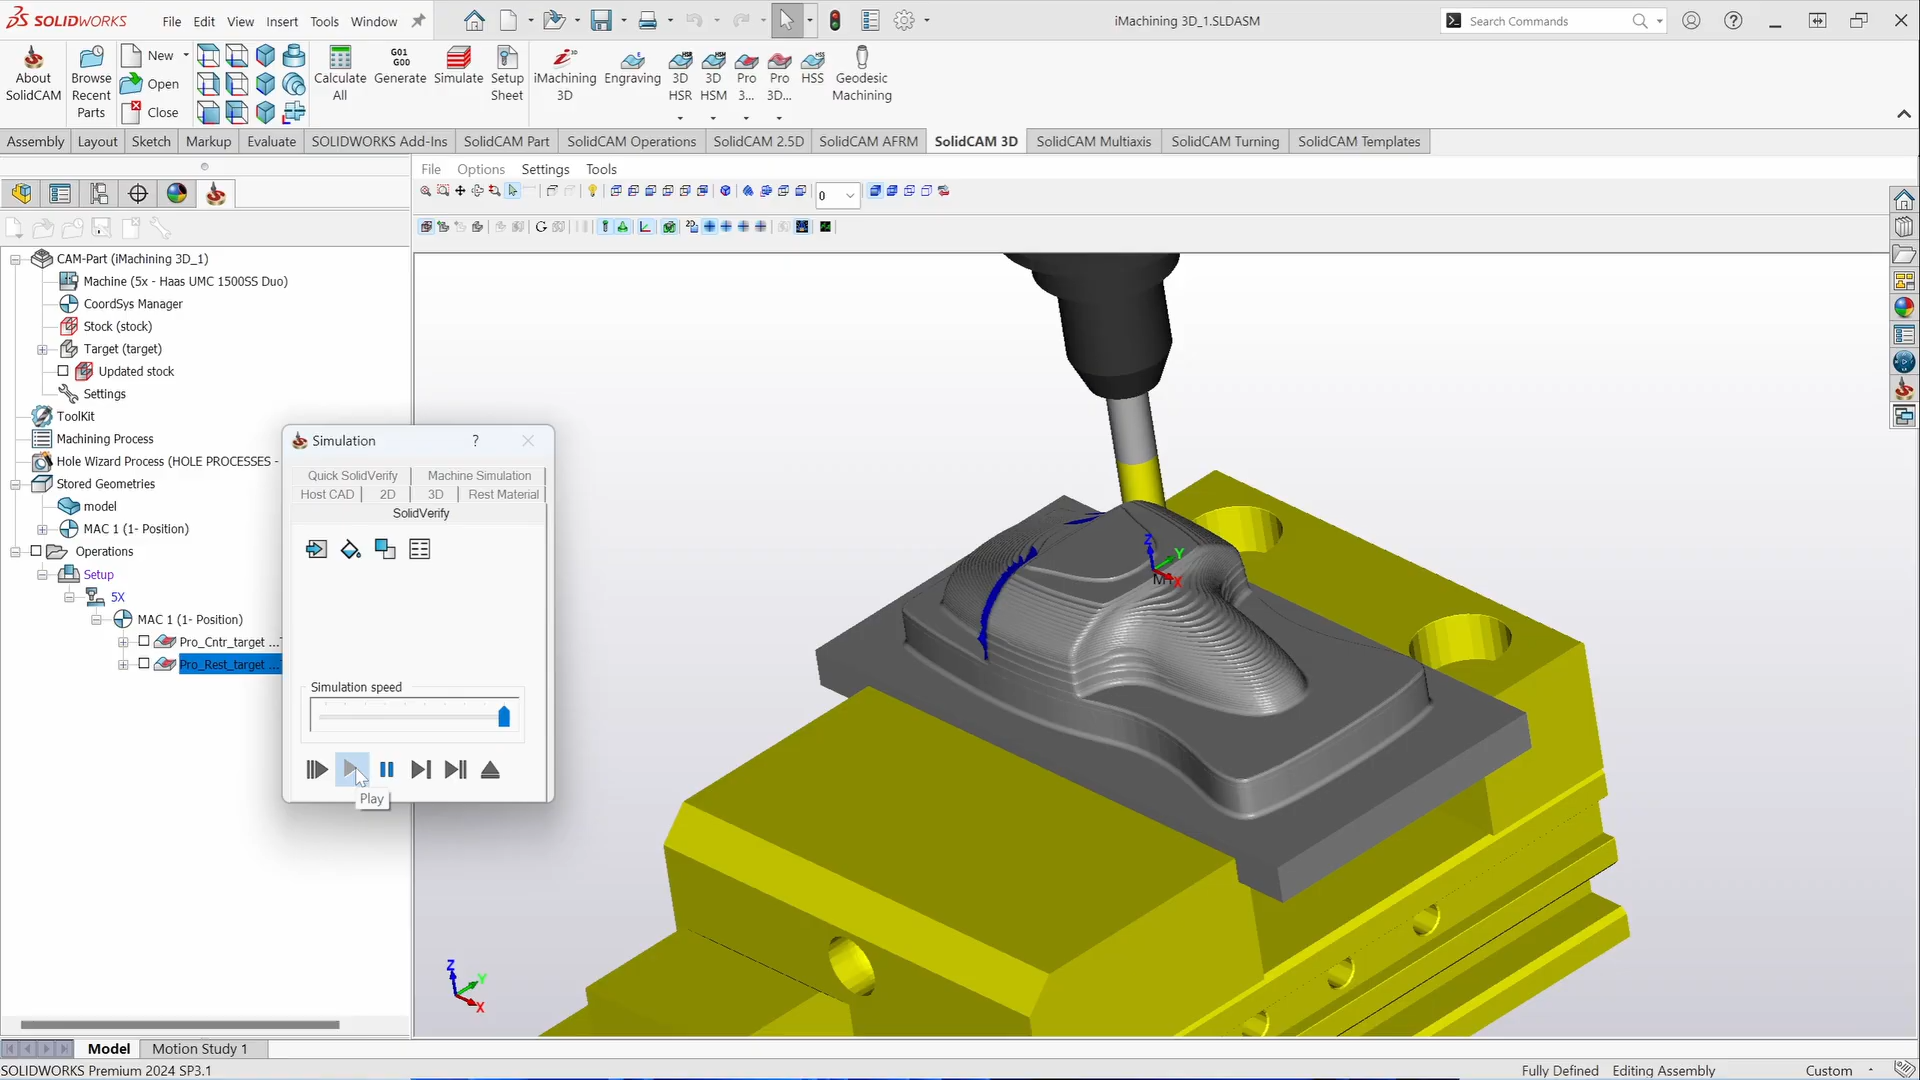 SOLIDWORKS File Edit View Insert Tools Window
iMachining 3D_1.SLDASM
Search Commands
About SolidCAM
Browse Recent Parts
New
Open
Close
Calculate All
G01 G00
Generate
Simulate
Setup Sheet
iMachining 3D
Engraving
3D HSR
3D HSM
Pro 3...
Pro 3D...
HSS
Geodesic Machining
Assembly Layout Sketch Markup Evaluate SOLIDWORKS Add-Ins SolidCAM Part SolidCAM Operations SolidCAM 2.5D SolidCAM AFRM SolidCAM 3D SolidCAM Multiaxis SolidCAM Turning SolidCAM Templates
File Options Settings Tools
0
CAM-Part (iMachining 3D_1)
Machine (5x - Haas UMC 1500SS Duo)
CoordSys Manager
Stock (stock)
Target (target)
Updated stock
Settings
ToolKit
Machining Process
Hole Wizard Process (HOLE PROCESSES -
Stored Geometries
model
MAC 1 (1- Position)
Operations
Setup
5X
MAC 1 (1- Position)
Pro_Cntr_target ...T
Pro_Rest_target ...T
Simulation ?
Quick SolidVerify Machine Simulation
Host CAD 2D 3D Rest Material
SolidVerify
Simulation speed
Play
Z Y X
Z Y X
Model Motion Study 1
SOLIDWORKS Premium 2024 SP3.1
Fully Defined Editing Assembly Custom